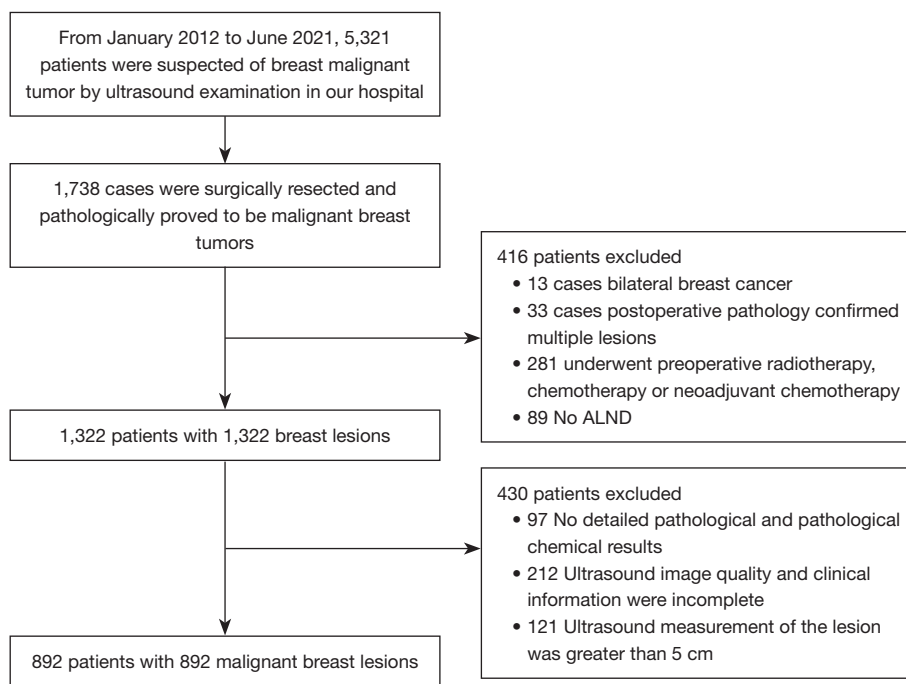 From January 2012 to June 2021, 5,321
patients were suspected of breast malignant
tumor by ultrasound examination in our hospital
1,738 cases were surgically resected and
pathologically proved to be malignant breast
tumors
416 patients excluded
• 13 cases bilateral breast cancer
• 33 cases postoperative pathology confirmed
multiple lesions
• 281 underwent preoperative radiotherapy,
chemotherapy or neoadjuvant chemotherapy
• 89 No ALND
1,322 patients with 1,322 breast lesions
430 patients excluded
• 97 No detailed pathological and pathological
chemical results
• 212 Ultrasound image quality and clinical
information were incomplete
• 121 Ultrasound measurement of the lesion
was greater than 5 cm
892 patients with 892 malignant breast lesions